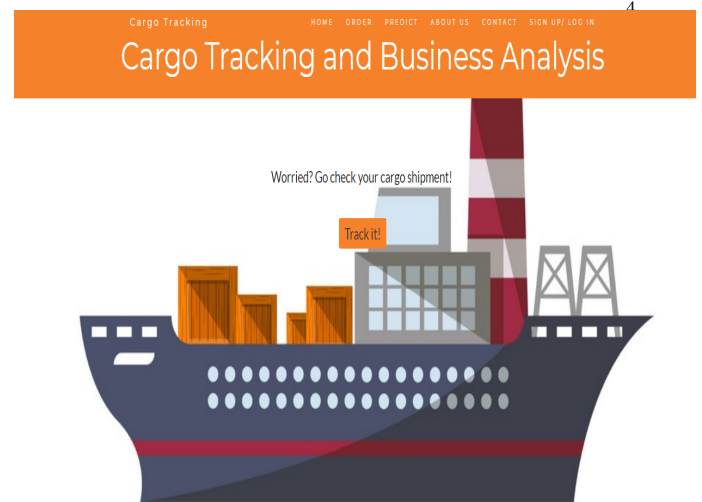 4
Cargo Tracking HOME ORDER PREDICT ABOUT US CONTACT SIGN UP/ LOG IN
Cargo Tracking and Business Analysis
Worried? Go check your cargo shipment!
Track it!